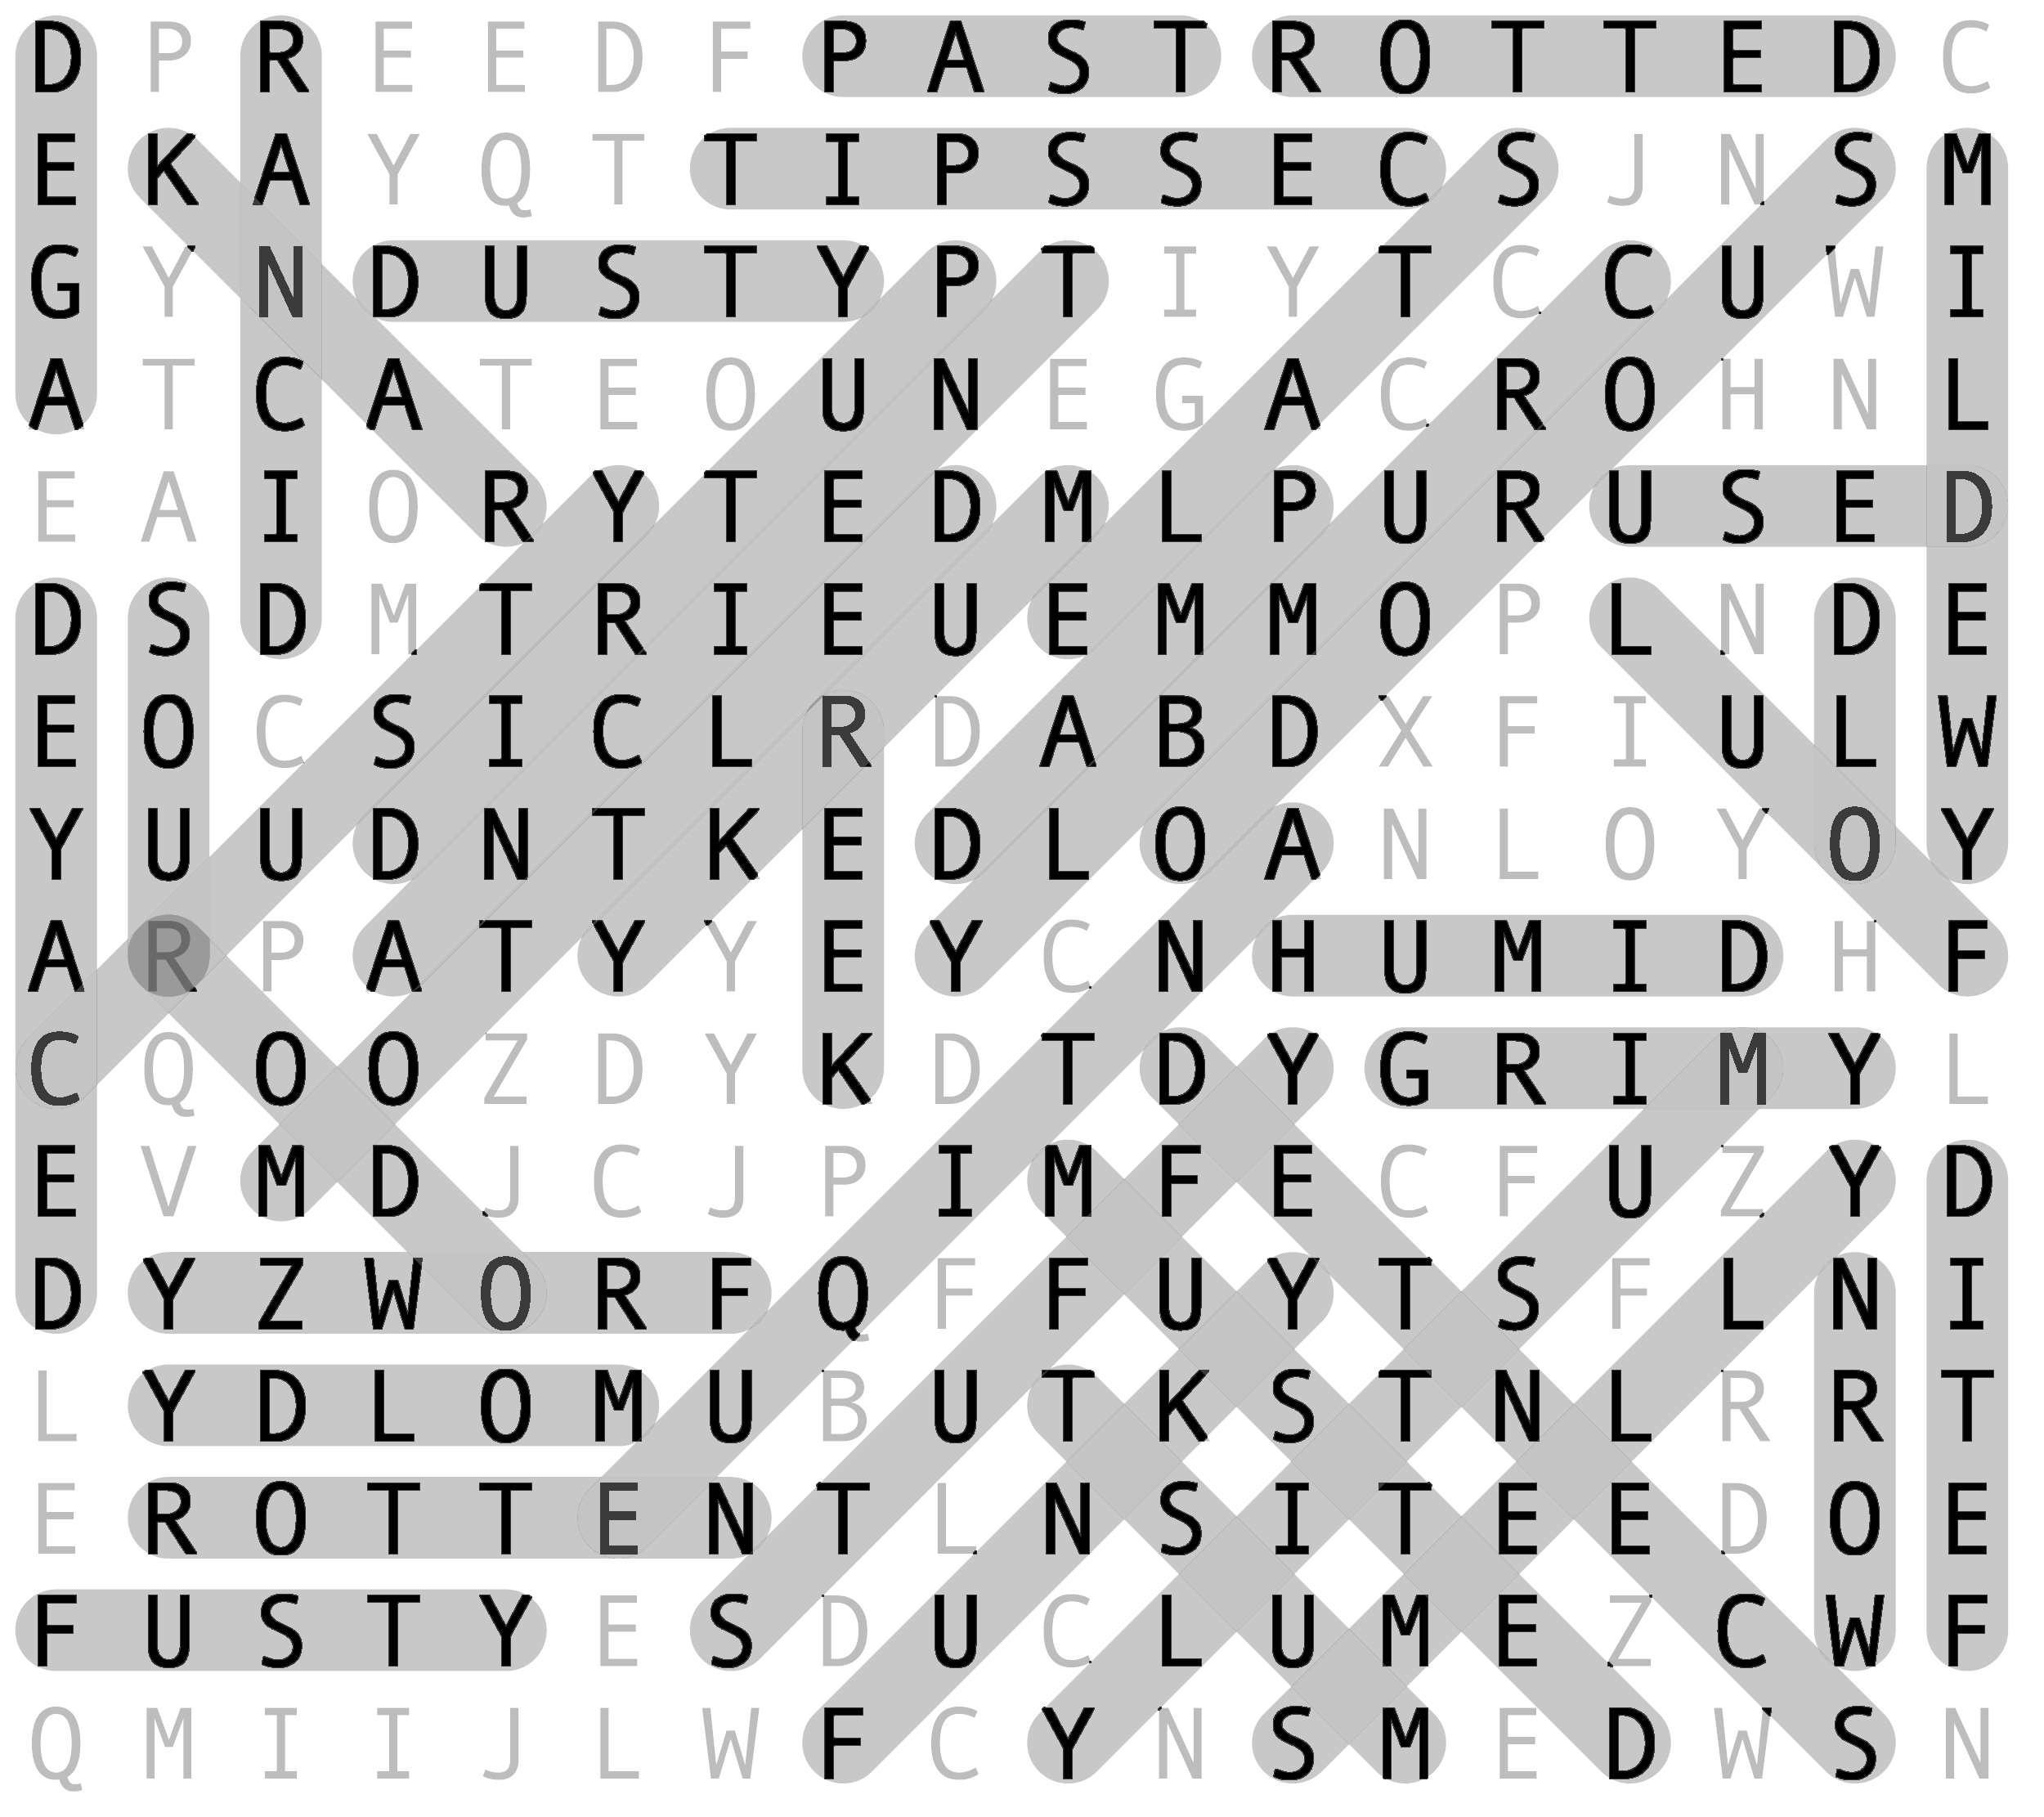 D P R E E D F P A S T R O T T E D C
E K A Y Q T T I P S S E C S J N S M
G Y N D U S T Y P T I Y T C C U W I
A T C A T E O U N E G A C R O H N L
E A I O R Y T E D M L P U R U S E D
D S D M T R I E U E M M O P L N D E
E O C S I C L R D A B D X F I U L W
Y U U D N T K E D L O A N L O Y O Y
A R P A T Y Y E Y C N H U M I D H F
C Q O O Z D Y K D T D Y G R I M Y L
E V M D J C J P I M F E C F U Z Y D
D Y Z W O R F Q F F U Y T S F L N I
L Y D L O M U B U T K S T N L R R T
E R O T T E N T L N S I T E E D O E
F U S T Y E S D U C L U M E Z C W F
Q M I I J L W F C Y N S M E D W S N